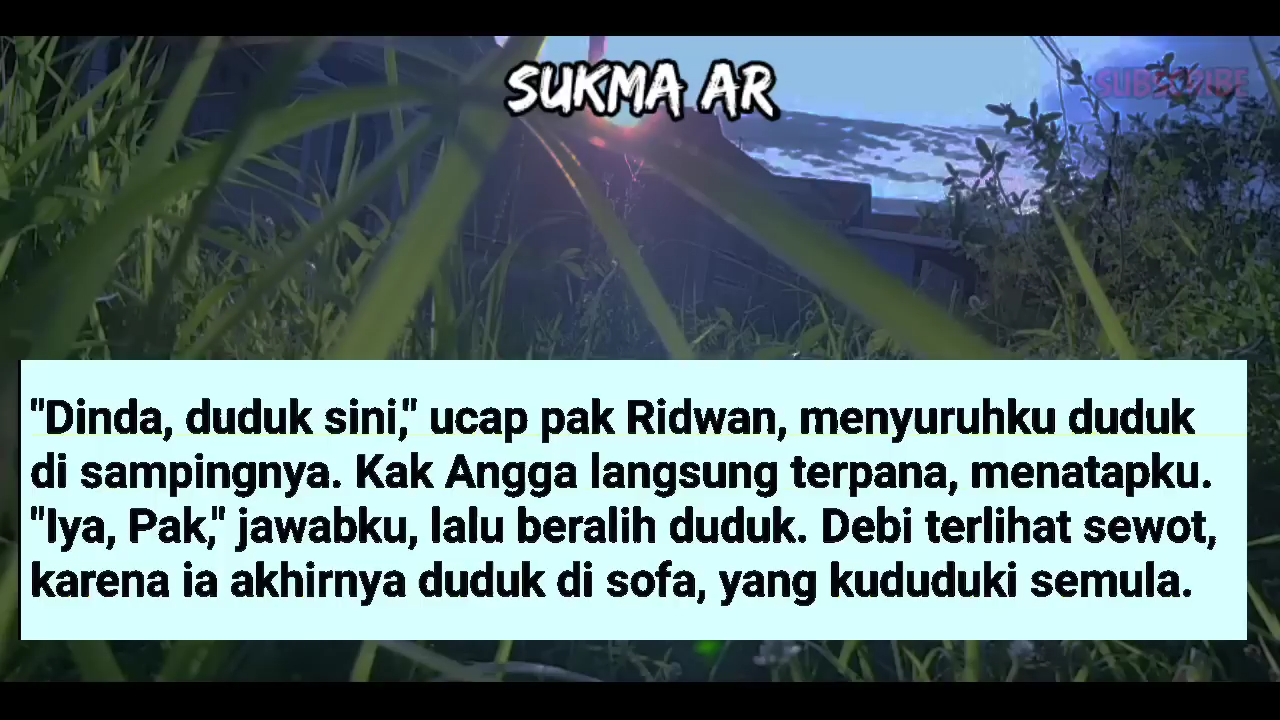 SUKMA AR
SUBSCRIBE
"Dinda, duduk sini," ucap pak Ridwan, menyuruhku duduk
di sampingnya. Kak Angga langsung terpana, menatapku.
"Iya, Pak," jawabku, lalu beralih duduk. Debi terlihat sewot,
karena ia akhirnya duduk di sofa, yang kududuki semula.